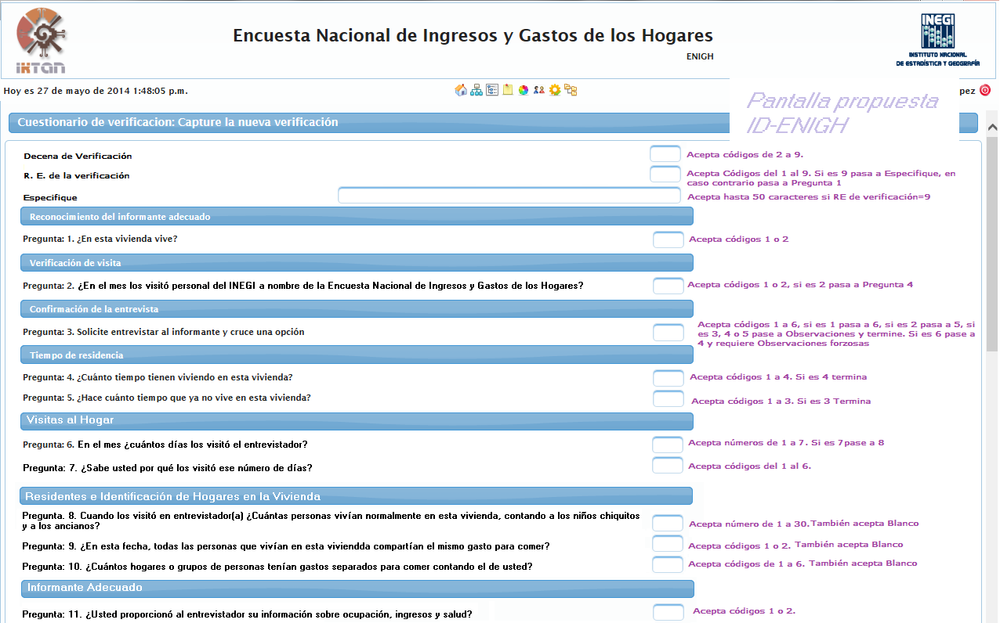 Encuesta Nacional de Ingresos y Gastos de los Hogares
ENIGH
iKTAN
INEGI
INSTITUTO NACIONAL
DE ESTADÍSTICA Y GEOGRAFÍA
Hoy es 27 de mayo de 2014 1:48:05 p.m.
pez
Pantalla propuesta
ID-ENIGH
Cuestionario de verificacion: Capture la nueva verificación
Decena de Verificación
Acepta códigos de 2 a 9.
R. E. de la verificación
Acepta Códigos del 1 al 9. Si es 9 pasa a Especifique, en
caso contrario pasa a Pregunta 1
Especifique
Acepta hasta 50 caracteres si RE de verificación=9
Reconocimiento del informante adecuado
Pregunta: 1. ¿En esta vivienda vive?
Acepta códigos 1 o 2
Verificación de visita
Pregunta: 2. ¿En el mes los visitó personal del INEGI a nombre de la Encuesta Nacional de Ingresos y Gastos de los Hogares?
Acepta códigos 1 o 2, si es 2 pasa a Pregunta 4
Confirmación de la entrevista
Pregunta: 3. Solicite entrevistar al informante y cruce una opción
Acepta códigos 1 a 6, si es 1 pasa a 6, si es 2 pasa a 5, si
es 3, 4 o 5 pase a Observaciones y termine. Si es 6 pase a
4 y requiere Observaciones forzosas
Tiempo de residencia
Pregunta: 4. ¿Cuánto tiempo tienen viviendo en esta vivienda?
Acepta códigos 1 a 4. Si es 4 termina
Pregunta: 5. ¿Hace cuánto tiempo que ya no vive en esta vivienda?
Acepta códigos 1 a 3. Si es 3 Termina
Visitas al Hogar
Pregunta: 6. En el mes ¿cuántos días los visitó el entrevistador?
Acepta números de 1 a 7. Si es 7pase a 8
Pregunta: 7. ¿Sabe usted por qué los visitó ese número de días?
Acepta códigos del 1 al 6.
Residentes e Identificación de Hogares en la Vivienda
Pregunta. 8. Cuando los visitó en entrevistador(a) ¿Cuántas personas vivían normalmente en esta vivienda, contando a los niños chiquitos
y a los ancianos?
Acepta número de 1 a 30.También acepta Blanco
Pregunta: 9. ¿En esta fecha, todas las personas que vivían en esta viviendda compartían el mismo gasto para comer?
Acepta códigos 1 o 2. También acepta Blanco
Pregunta: 10. ¿Cuántos hogares o grupos de personas tenían gastos separados para comer contando el de usted?
Acepta códigos de 1 a 6. También acepta Blanco
Informante Adecuado
Pregunta: 11. ¿Usted proporcionó al entrevistador su información sobre ocupación, ingresos y salud?
Acepta códigos 1 o 2.